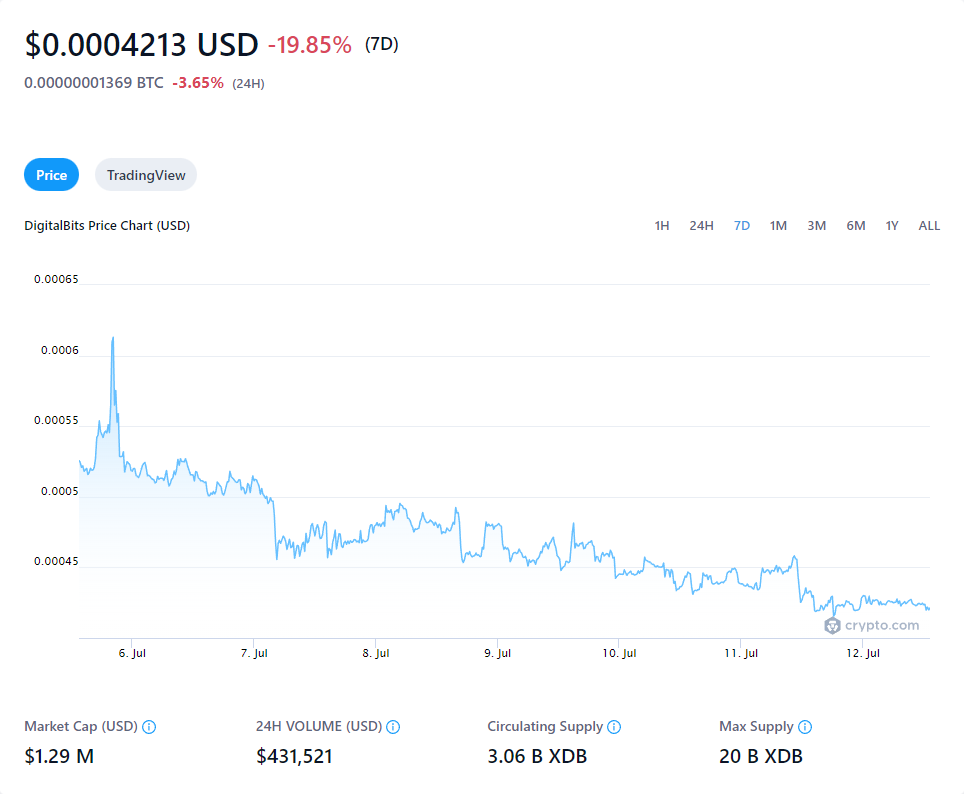 $0.0004213 USD -19.85% (7D)
0.00000001369 BTC -3.65% (24H)
Price TradingView
DigitalBits Price Chart (USD) 1H 24H 7D 1M 3M 6M 1Y ALL
0.00065
0.0006
0.00055
0.0005
0.00045
crypto.com
6. Jul 7. Jul 8. Jul 9. Jul 10. Jul 11. Jul 12. Jul
Market Cap (USD) 24H VOLUME (USD) Circulating Supply Max Supply
$1.29 M $431,521 3.06 B XDB 20 B XDB